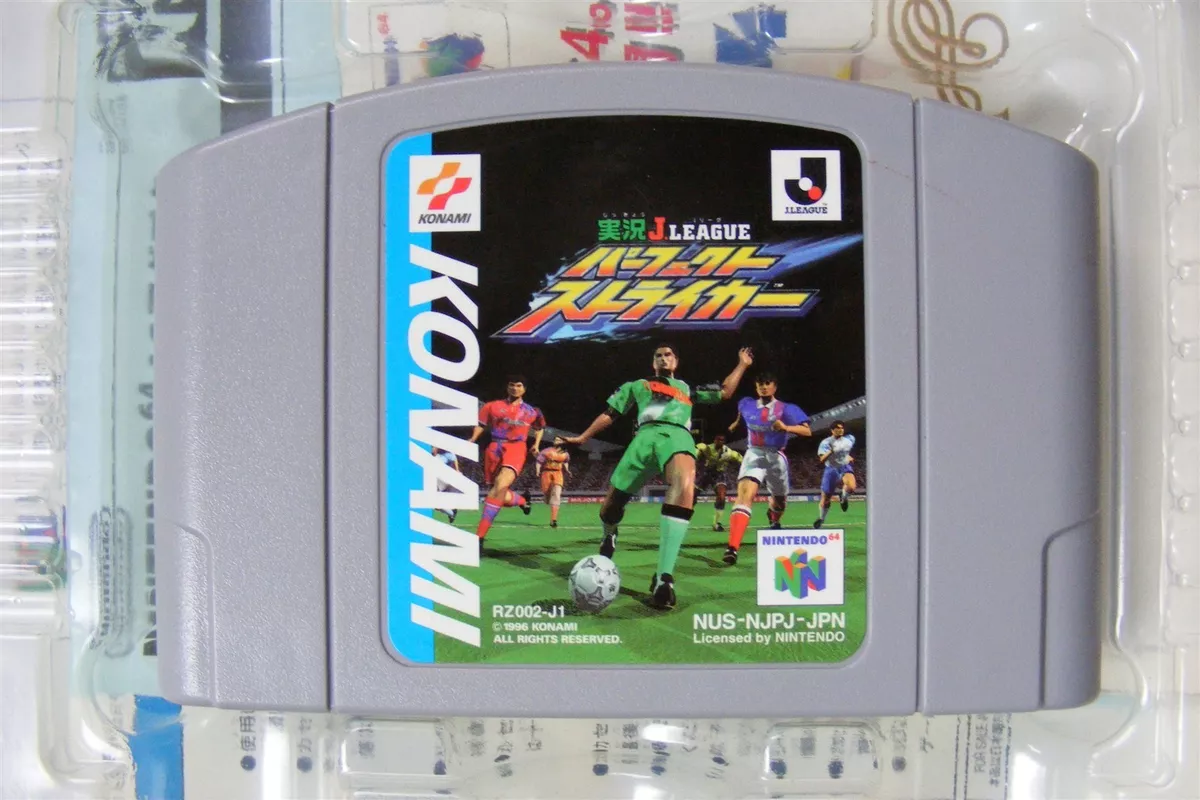 KONAMI
J.LEAGUE
実況 J.LEAGUE
パーフェクト
ストライカー
KONAMI
NINTENDO64
RZ002-J1
© 1996 KONAMI
ALL RIGHTS RESERVED.
NUS-NJPJ-JPN
Licensed by NINTENDO